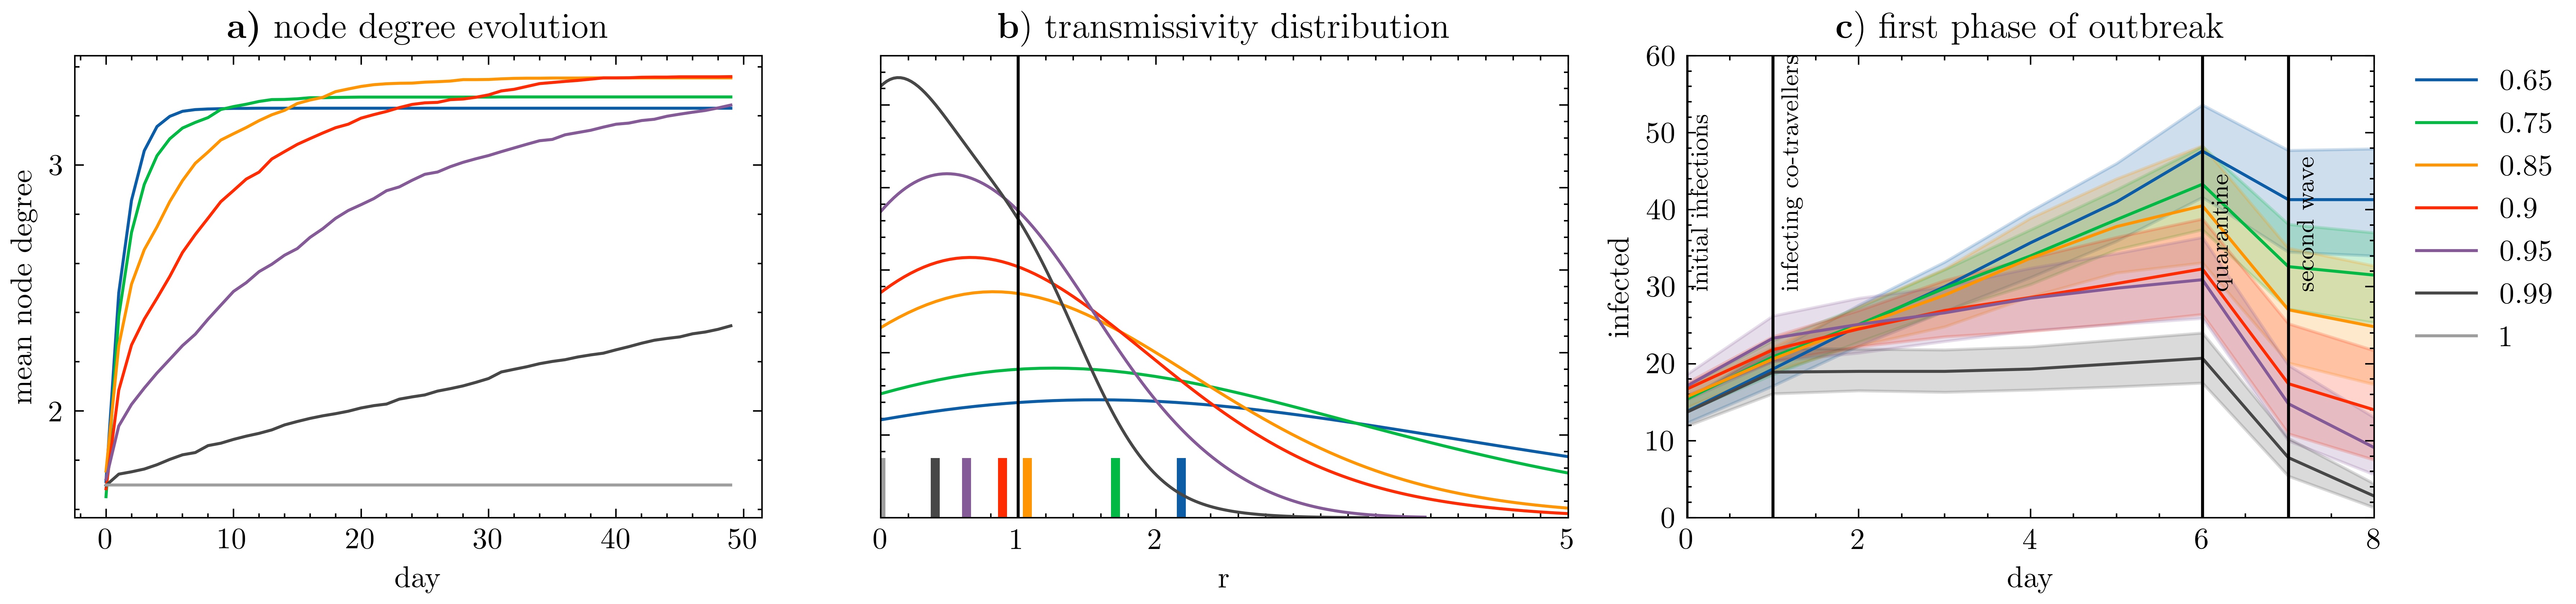 a) node degree evolution
mean node degree
3
2
0
10
20
30
40
50
day
b) transmissivity distribution
0
1
2
5
r
c) first phase of outbreak
infected
60
50
40
30
20
10
0
initial infections
infecting co-travellers
quarantine
second wave
0
2
4
6
8
day
0.65
0.75
0.85
0.9
0.95
0.99
1